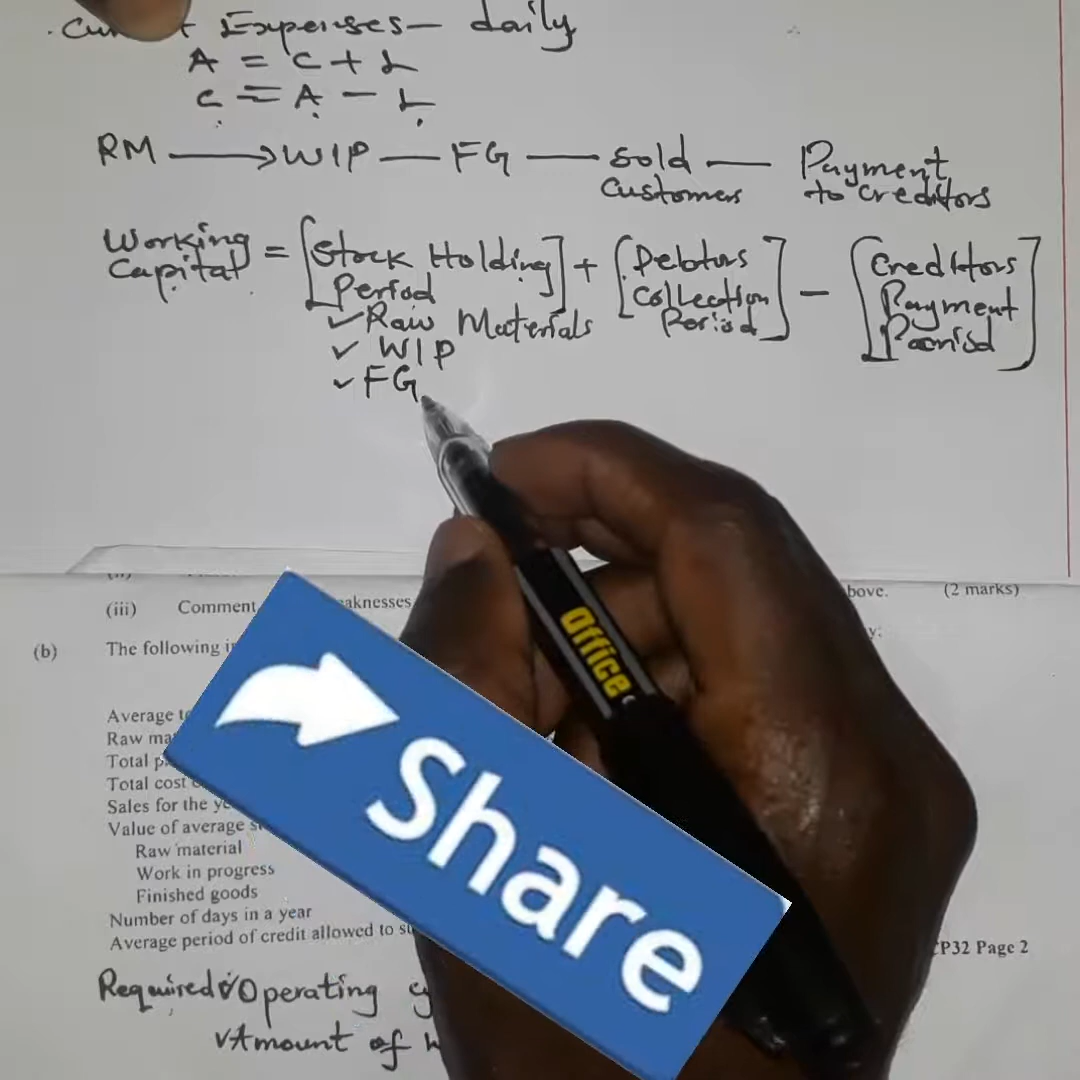 Expenses— daily
A = C + L
C = A — L
RM ——→ WIP — FG —— Sold —— Payment
Customers to creditors
Working Capital = [Stock Holding Period] + [Debtors Collection Period] — [Creditors Payment Period]
✓ Raw Materials
✓ WIP
✓ FG
(iii) Comment bove. (2 marks)
(b) The following
Average
Raw
Total
Total cost
Sales for the
Value of average
Raw material
Work in progress
Finished goods
Number of days in a year
Average period of credit allowed to
Page 2
Required ✓ Operating
✓ Amount of
Office
Share